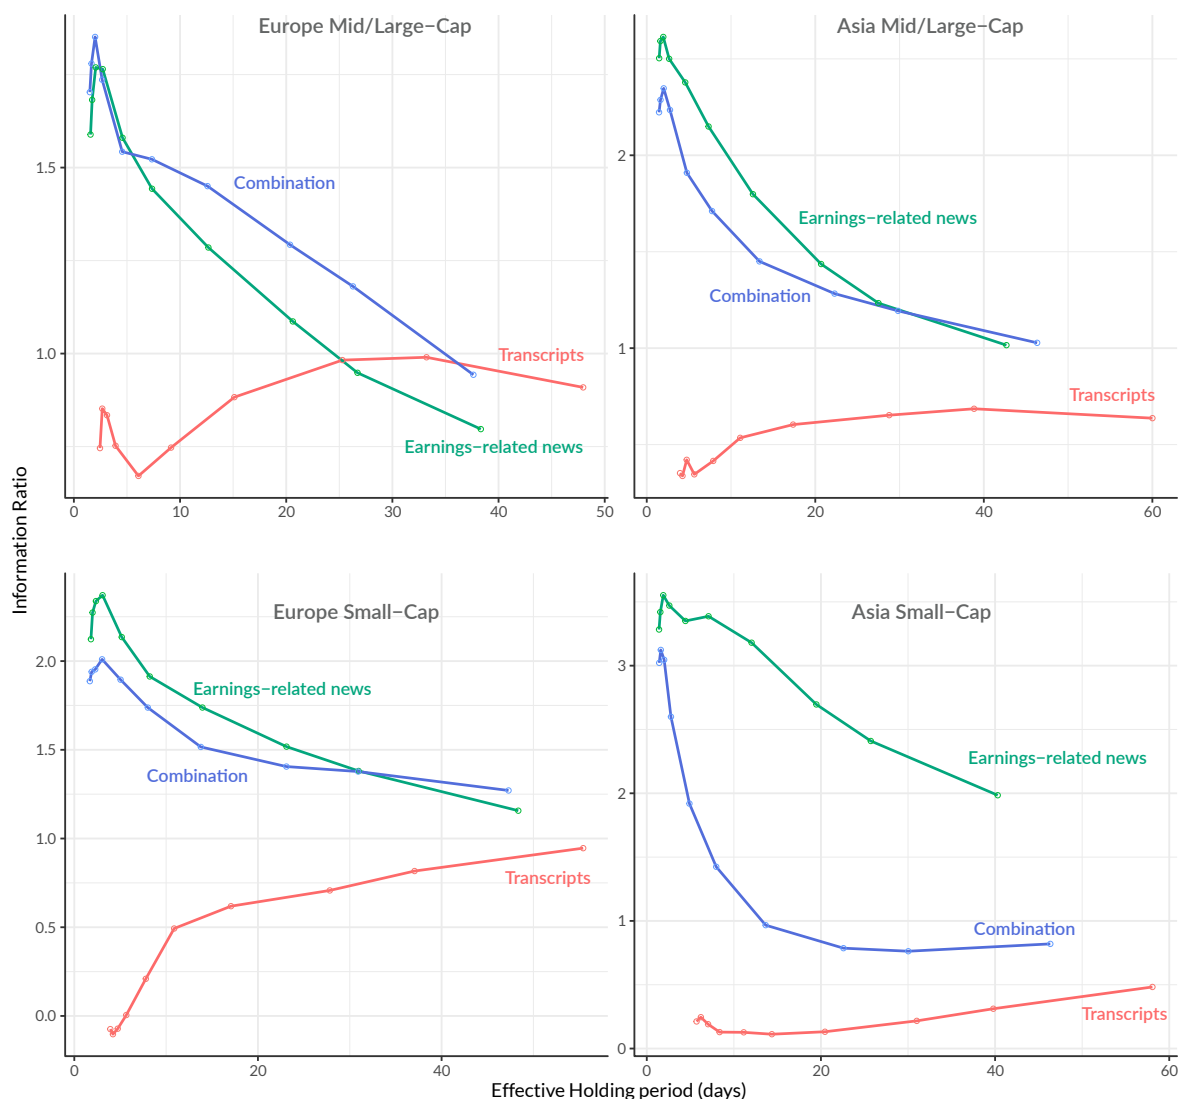 Europe Mid/Large−Cap
Asia Mid/Large−Cap
1.5
1.0
Combination
Transcripts
Earnings−related news
0
10
20
30
40
50
2
1
Earnings−related news
Combination
Transcripts
0
20
40
60
Information Ratio
Europe Small−Cap
Asia Small−Cap
2.0
1.5
1.0
0.5
0.0
Earnings−related news
Combination
Transcripts
0
20
40
3
2
1
0
Earnings−related news
Combination
Transcripts
0
20
40
60
Effective Holding period (days)